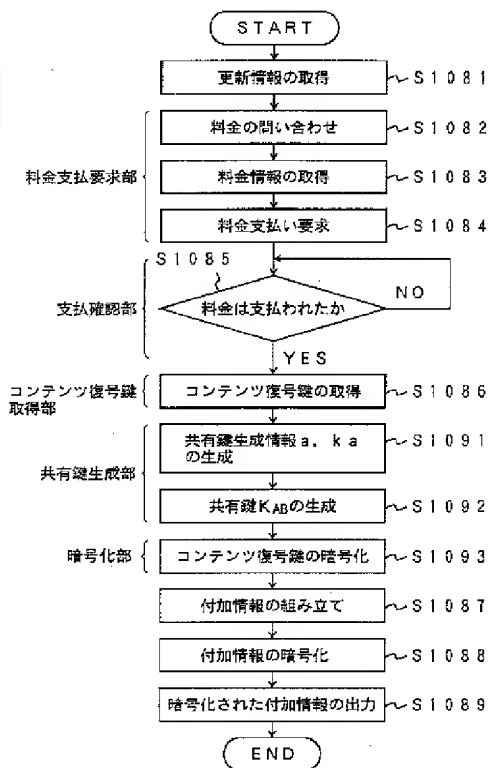 START
更新情報の取得
S1081
料金の問い合わせ
S1082
料金支払要求部
料金情報の取得
S1083
料金支払い要求
S1084
S1085
支払確認部
料金は支払われたか
NO
YES
コンテンツ復号鍵
取得部
コンテンツ復号鍵の取得
S1086
共有鍵生成部
共有鍵生成情報a，ka
の生成
S1091
共有鍵KABの生成
S1092
暗号化部
コンテンツ復号鍵の暗号化
S1093
付加情報の組み立て
S1087
付加情報の暗号化
S1088
暗号化された付加情報の出力
S1089
END